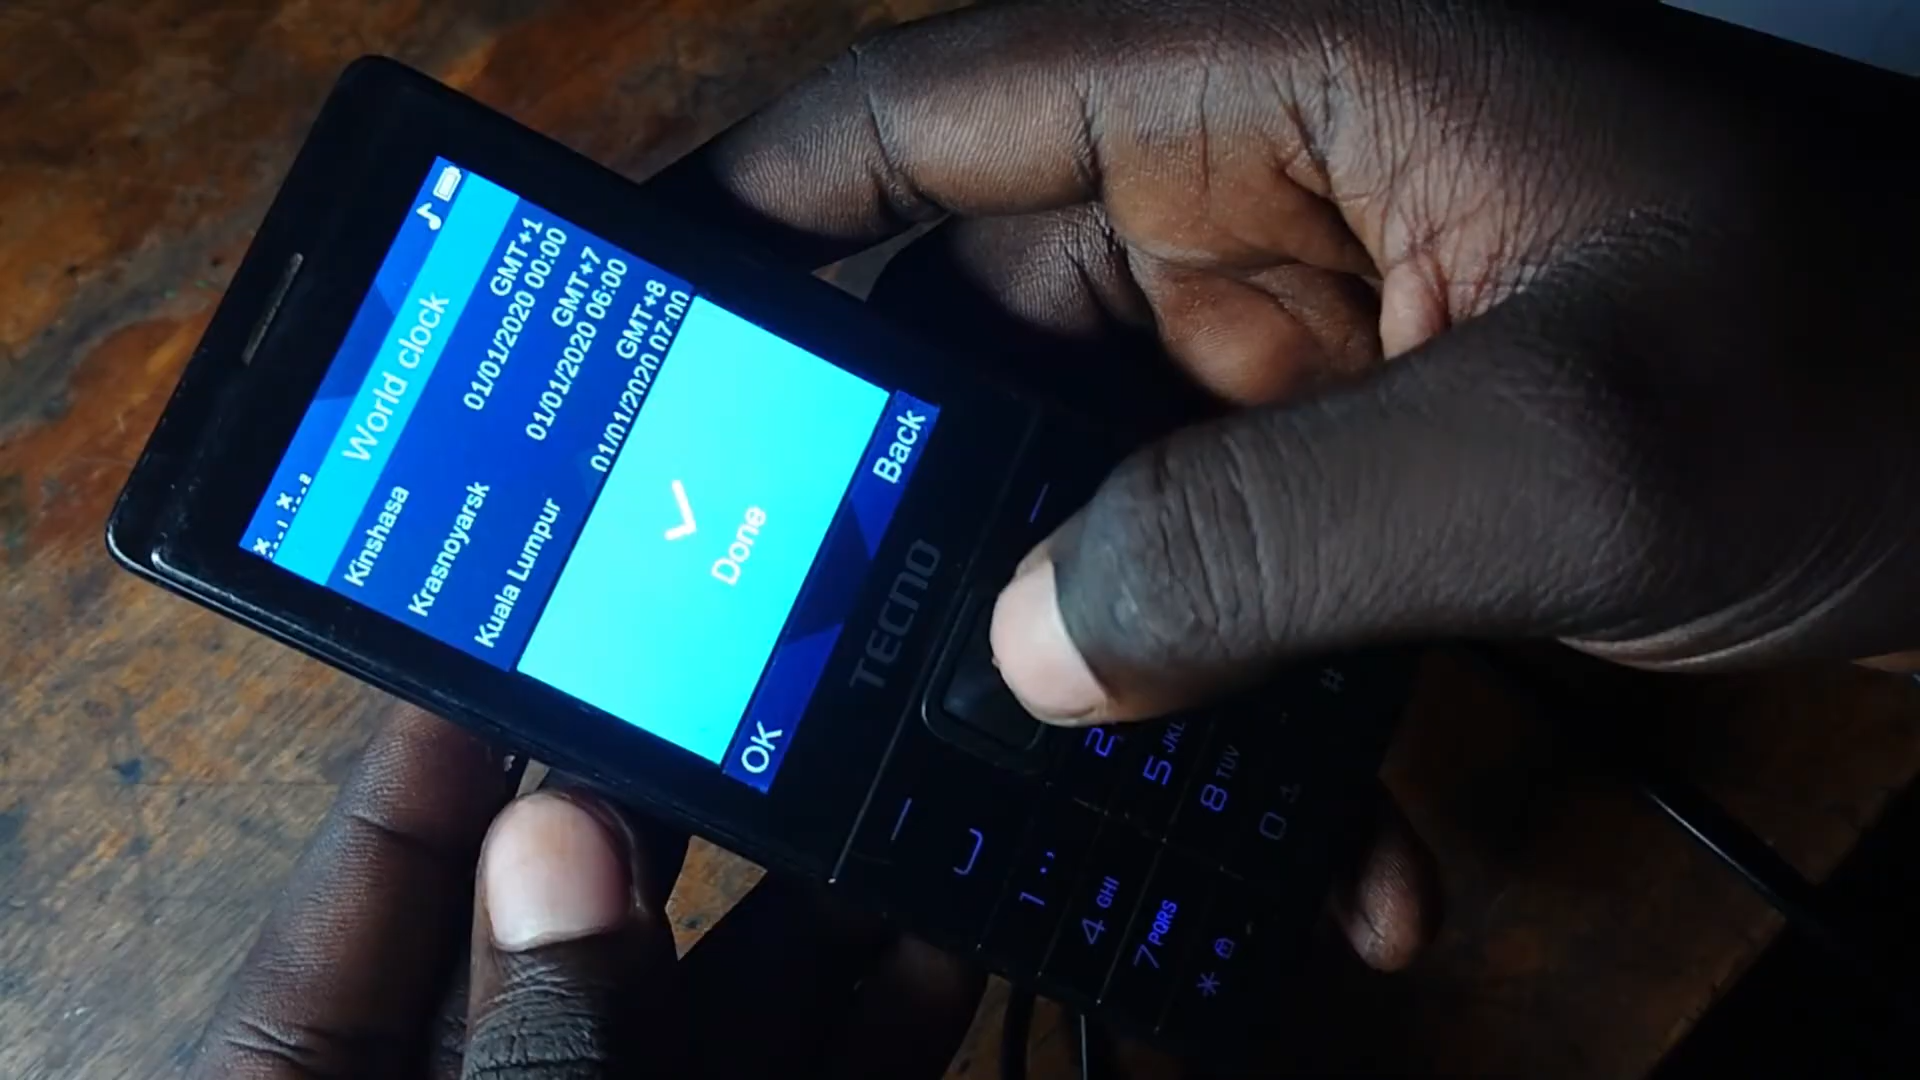 World clock
Kinshasa GMT+1
01/01/2020 00:00
Krasnoyarsk GMT+7
01/01/2020 06:00
Kuala Lumpur GMT+8
01/01/2020 07:00
Done
OK Back
TECNO
1 2
4 GHI 5 JKL
7 PQRS 8 TUV
* 0 #